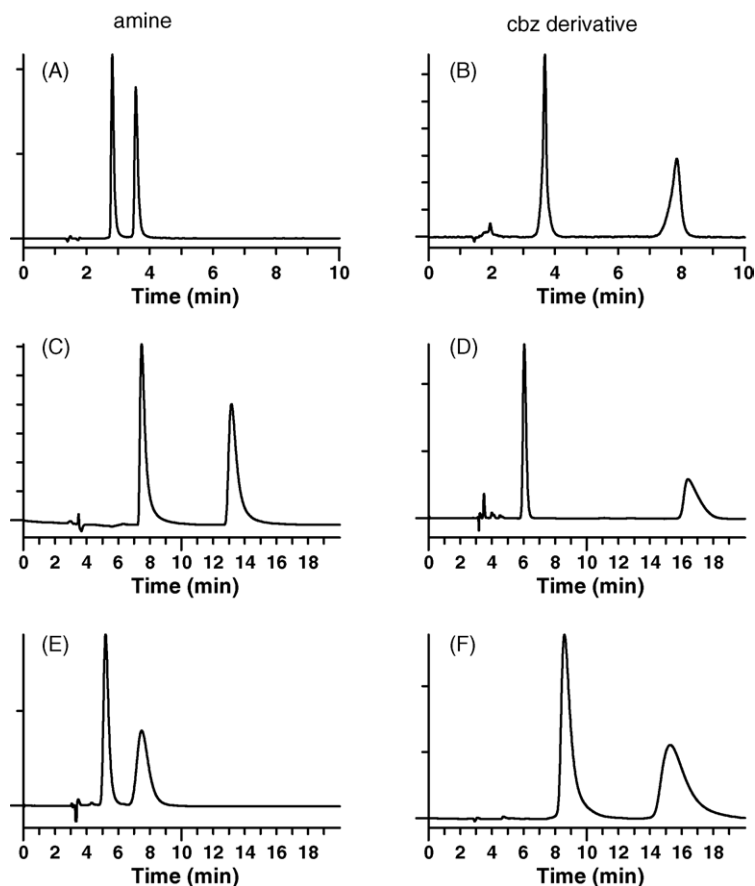 amine
cbz derivative
(A)
(B)
0 2 4 6 8 10
0 2 4 6 8 10
Time (min)
Time (min)
(C)
(D)
0 2 4 6 8 10 12 14 16 18
0 2 4 6 8 10 12 14 16 18
Time (min)
Time (min)
(E)
(F)
0 2 4 6 8 10 12 14 16 18
0 2 4 6 8 10 12 14 16 18
Time (min)
Time (min)